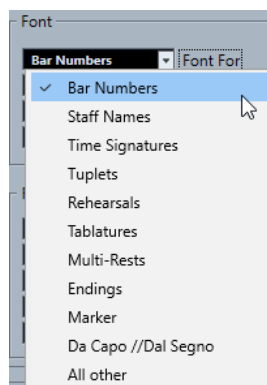 Font
Bar Numbers Font For
Bar Numbers
Staff Names
Time Signatures
Tuplets
Rehearsals
Tablatures
Multi-Rests
Endings
Marker
Da Capo //Dal Segno
All other